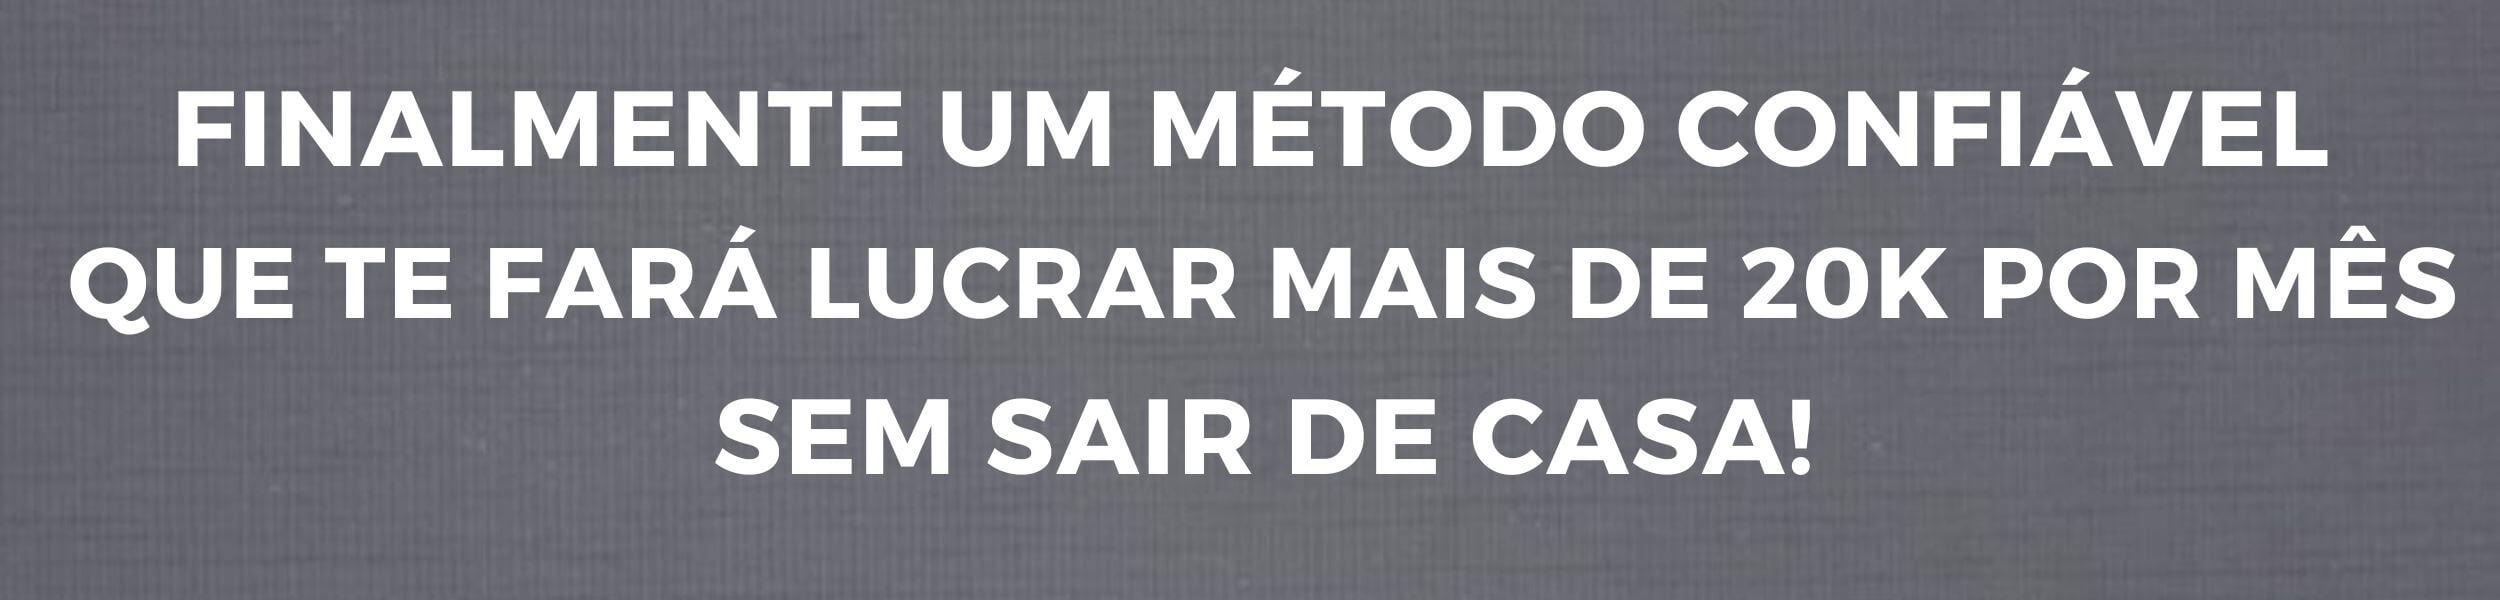 FINALMENTE UM MÉTODO CONFIÁVEL
QUE TE FARÁ LUCRAR MAIS DE 20K POR MÊS
SEM SAIR DE CASA!